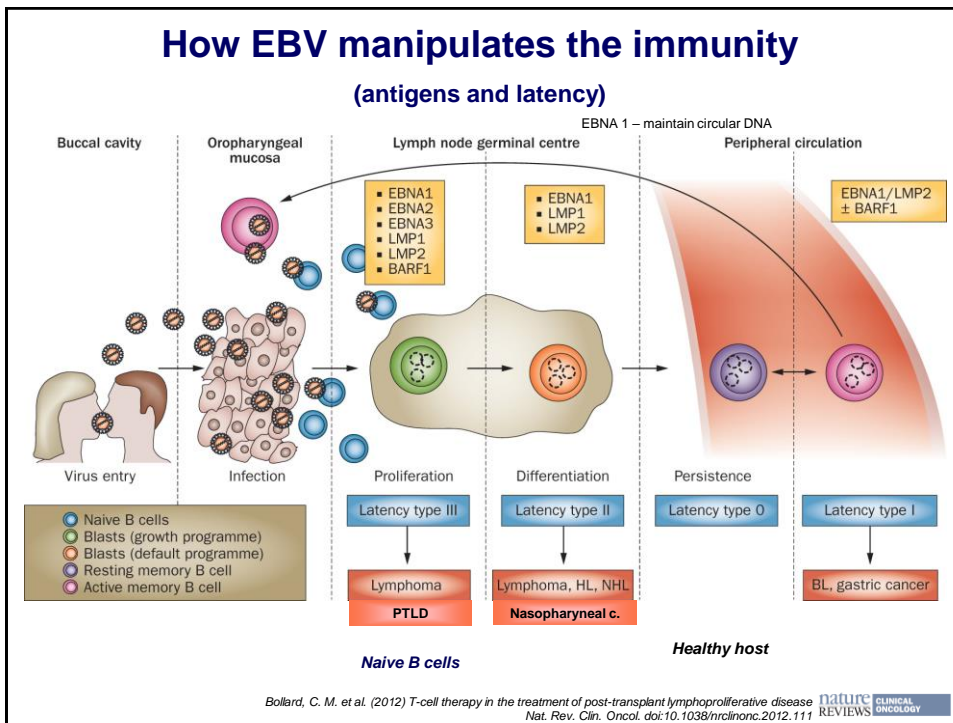 How EBV manipulates the immunity
(antigens and latency)
EBNA 1 – maintain circular DNA
Buccal cavity
Oropharyngeal
mucosa
Lymph node germinal centre
Peripheral circulation
▪ EBNA1
▪ EBNA2
▪ EBNA3
▪ LMP1
▪ LMP2
▪ BARF1
▪ EBNA1
▪ LMP1
▪ LMP2
EBNA1/LMP2
± BARF1
Virus entry
Infection
Proliferation
Differentiation
Persistence
Latency type III
Latency type II
Latency type 0
Latency type I
Naive B cells
Blasts (growth programme)
Blasts (default programme)
Resting memory B cell
Active memory B cell
Lymphoma
Lymphoma, HL, NHL
BL, gastric cancer
PTLD
Nasopharyneal c.
Naive B cells
Healthy host
Bollard, C. M. et al. (2012) T-cell therapy in the treatment of post-transplant lymphoproliferative disease
Nat. Rev. Clin. Oncol. doi:10.1038/nrclinonc.2012.111
nature
REVIEWS
CLINICAL
ONCOLOGY